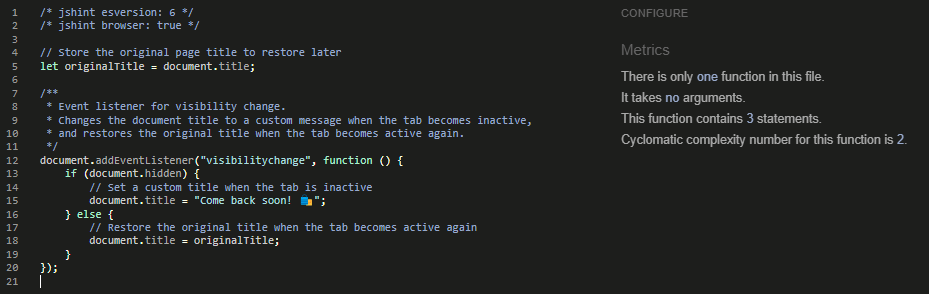 1 /* jshint esversion: 6 */
2 /* jshint browser: true */
3
4 // Store the original page title to restore later
5 let originalTitle = document.title;
6
7 /**
8 * Event listener for visibility change.
9 * Changes the document title to a custom message when the tab becomes inactive,
10 * and restores the original title when the tab becomes active again.
11 */
12 document.addEventListener("visibilitychange", function () {
13 if (document.hidden) {
14 // Set a custom title when the tab is inactive
15 document.title = "Come back soon! 🛍️";
16 } else {
17 // Restore the original title when the tab becomes active again
18 document.title = originalTitle;
19 }
20 });
21
CONFIGURE
Metrics
There is only one function in this file.
It takes no arguments.
This function contains 3 statements.
Cyclomatic complexity number for this function is 2.